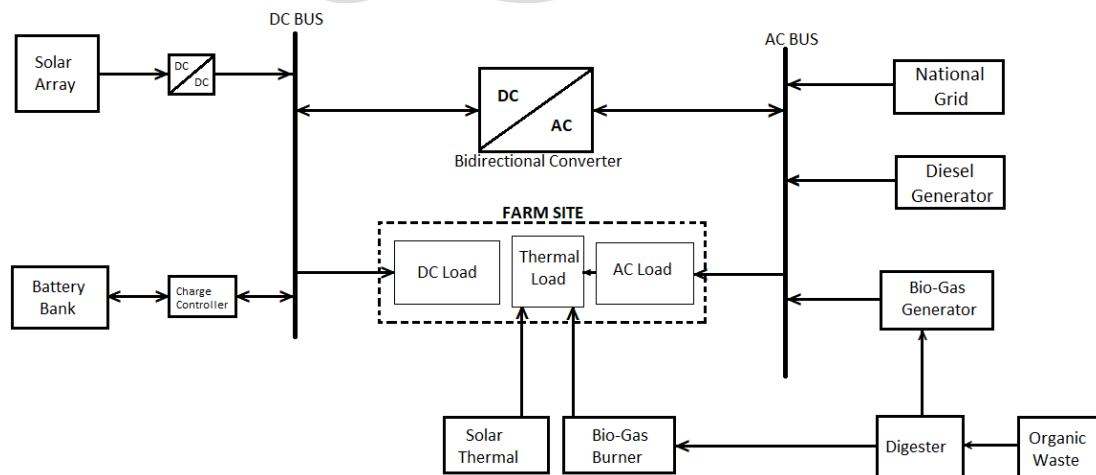 DC BUS
AC BUS
Solar
Array
DC
DC
DC
AC
Bidirectional Converter
National
Grid
Diesel
Generator
FARM SITE
DC Load
Thermal
Load
AC Load
Battery
Bank
Charge
Controller
Bio-Gas
Generator
Solar
Thermal
Bio-Gas
Burner
Digester
Organic
Waste